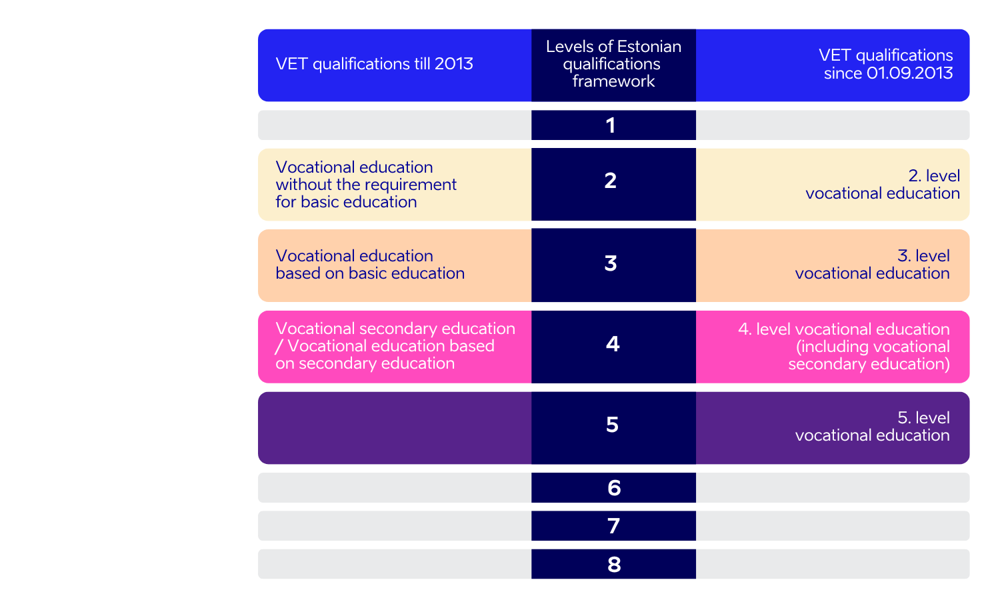 VET qualifications till 2013
Levels of Estonian
qualifications
framework
VET qualifications
since 01.09.2013
1
Vocational education
without the requirement
for basic education
2
2. level
vocational education
Vocational education
based on basic education
3
3. level
vocational education
Vocational secondary education
/ Vocational education based
on secondary education
4
4. level vocational education
(including vocational
secondary education)
5
5. level
vocational education
6
7
8